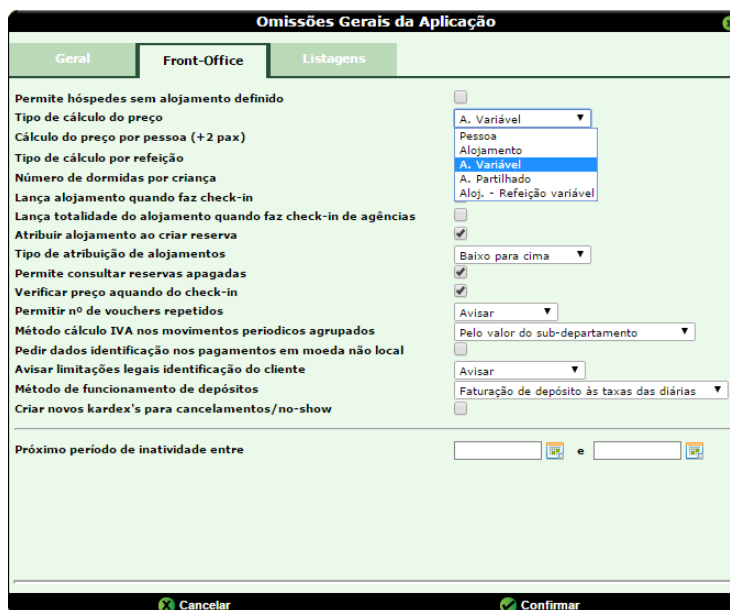 Omissões Gerais da Aplicação
Geral Front-Office Listagens
Permite hóspedes sem alojamento definido
Tipo de cálculo do preço A. Variável
Cálculo do preço por pessoa (+2 pax) Pessoa
Alojamento
Tipo de cálculo por refeição A. Variável
Número de dormidas por criança A. Partilhado
Lança alojamento quando faz check-in Aloj. - Refeição variável
Lança totalidade do alojamento quando faz check-in de agências
Atribuir alojamento ao criar reserva
Tipo de atribuição de alojamentos Baixo para cima
Permite consultar reservas apagadas
Verificar preço aquando do check-in
Permitir nº de vouchers repetidos Avisar
Método cálculo IVA nos movimentos periodicos agrupados Pelo valor do sub-departamento
Pedir dados identificação nos pagamentos em moeda não local
Avisar limitações legais identificação do cliente Avisar
Método de funcionamento de depósitos Faturação de depósito às taxas das diárias
Criar novos kardex's para cancelamentos/no-show
Próximo período de inatividade entre e
Cancelar Confirmar